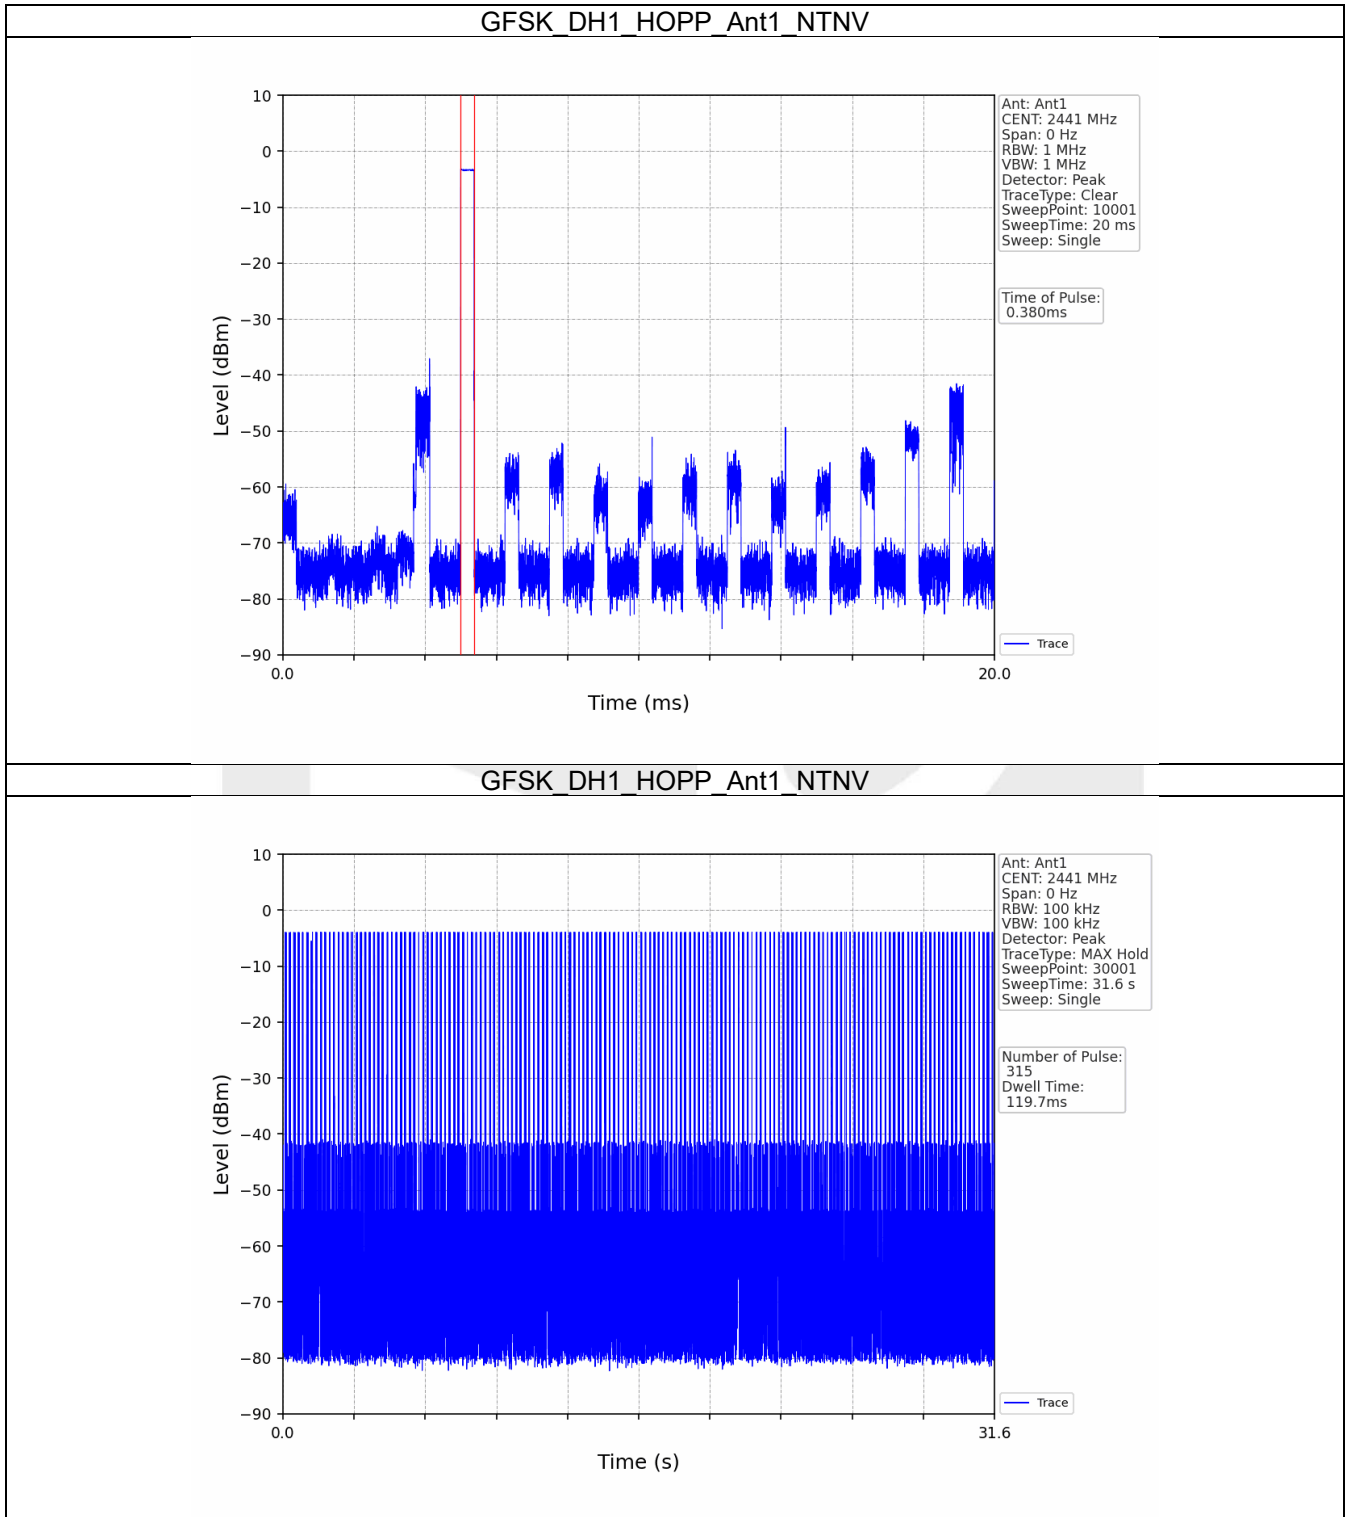 GFSK_DH1_HOPP_Ant1_NTNV
10
0
−10
−20
−30
−40
−50
−60
−70
−80
−90
Level (dBm)
0.0
20.0
Time (ms)
Ant: Ant1
CENT: 2441 MHz
Span: 0 Hz
RBW: 1 MHz
VBW: 1 MHz
Detector: Peak
TraceType: Clear
SweepPoint: 10001
SweepTime: 20 ms
Sweep: Single
Time of Pulse:
0.380ms
Trace
GFSK_DH1_HOPP_Ant1_NTNV
10
0
−10
−20
−30
−40
−50
−60
−70
−80
−90
Level (dBm)
0.0
31.6
Time (s)
Ant: Ant1
CENT: 2441 MHz
Span: 0 Hz
RBW: 100 kHz
VBW: 100 kHz
Detector: Peak
TraceType: MAX Hold
SweepPoint: 30001
SweepTime: 31.6 s
Sweep: Single
Number of Pulse:
315
Dwell Time:
119.7ms
Trace